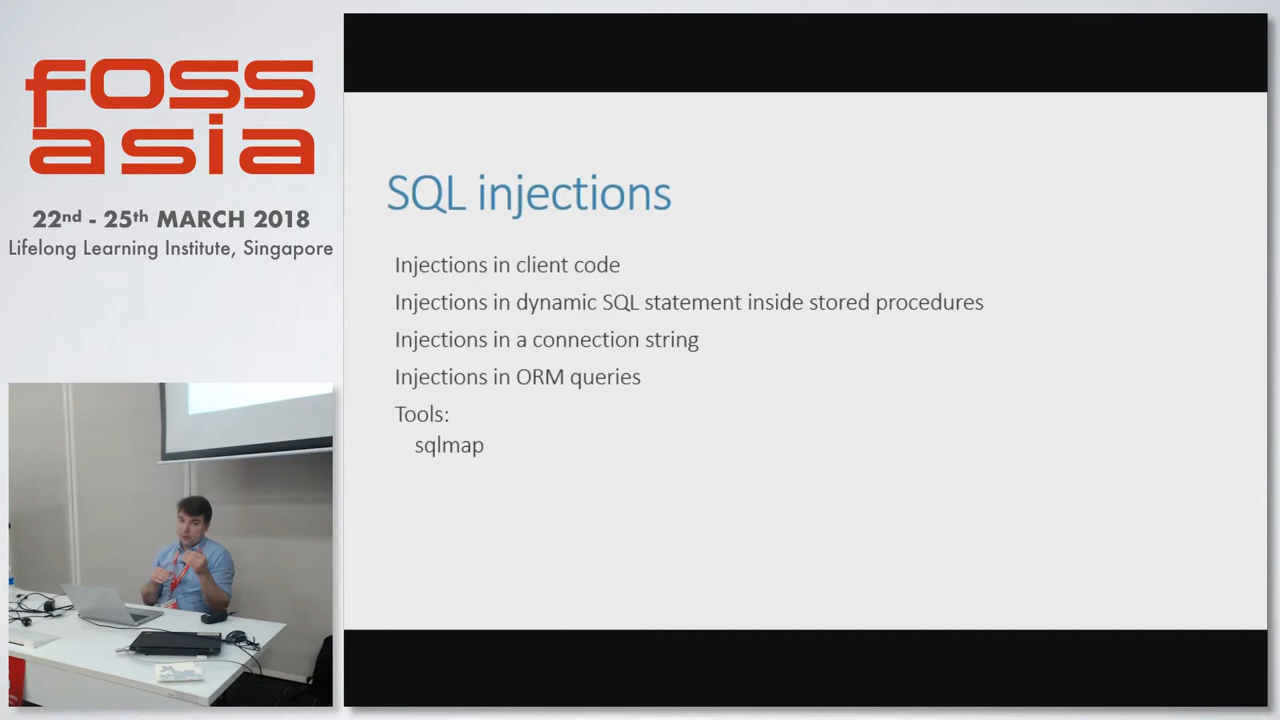 foss
asia
22nd - 25th MARCH 2018
Lifelong Learning Institute, Singapore
SQL injections
Injections in client code
Injections in dynamic SQL statement inside stored procedures
Injections in a connection string
Injections in ORM queries
Tools:
sqlmap